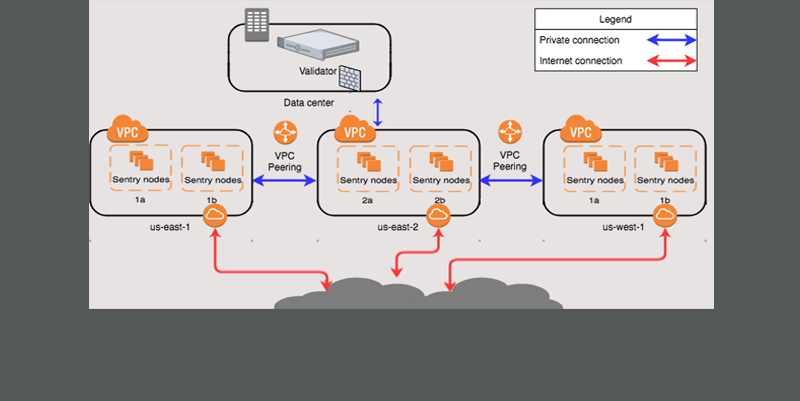 Legend
Private connection
Internet connection
Validator
Data center
VPC
VPC
VPC
VPC
Peering
VPC
Peering
Sentry nodes
Sentry nodes
Sentry nodes
Sentry nodes
Sentry nodes
Sentry nodes
1a
1b
2a
2b
1a
1b
us-east-1
us-east-2
us-west-1